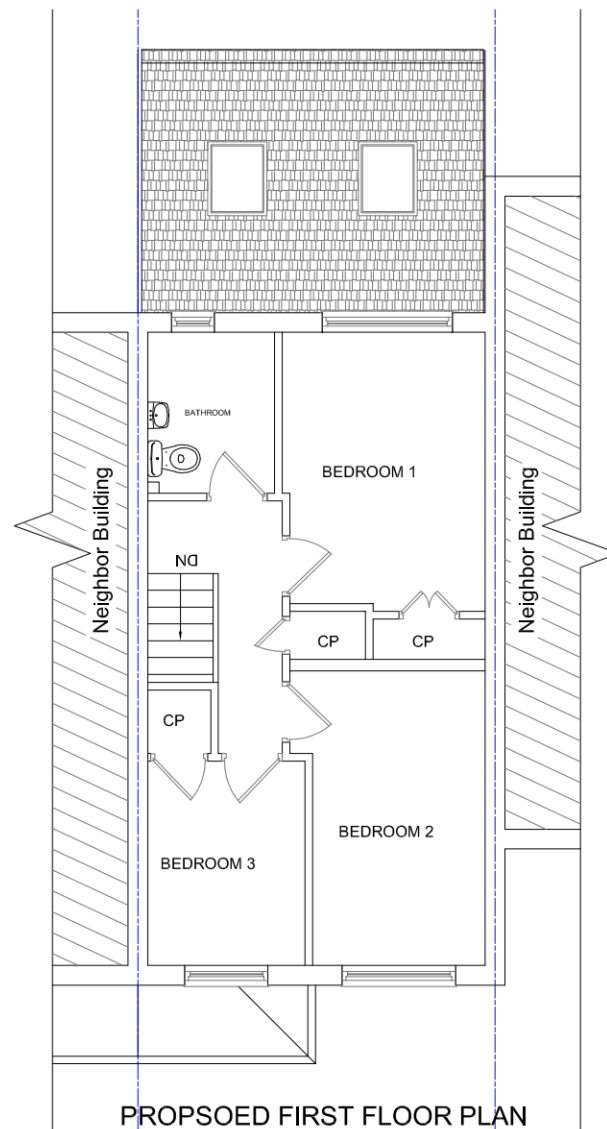 BATHROOM
BEDROOM 1
Neighbor Building
Neighbor Building
DN
CP
CP
CP
BEDROOM 2
BEDROOM 3
PROPSOED FIRST FLOOR PLAN